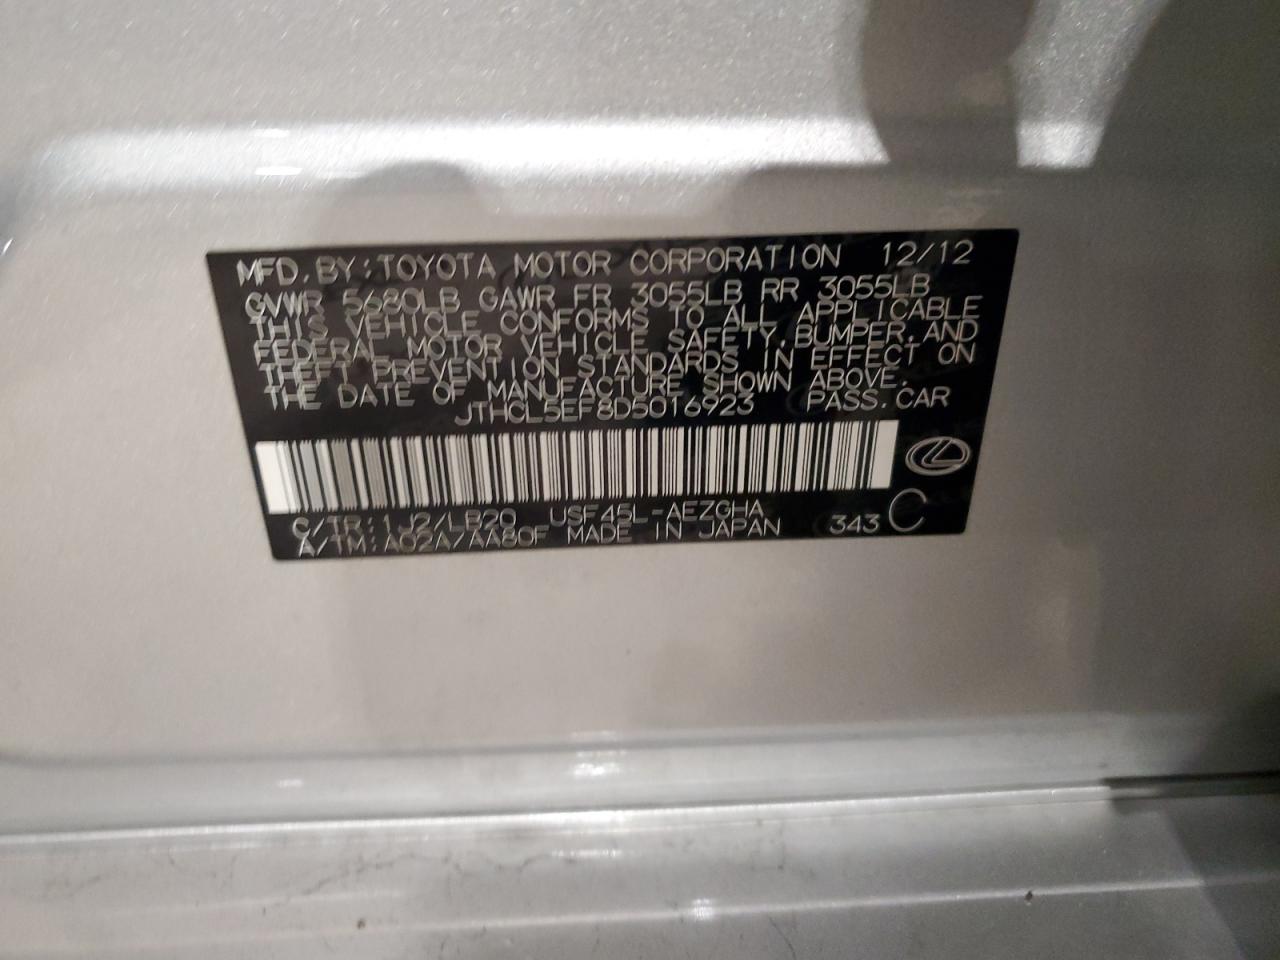 MFD. BY: TOYOTA MOTOR CORPORATION 12/12
GVWR 5680LB GAWR FR 3055LB RR 3055LB
THIS VEHICLE CONFORMS TO ALL APPLICABLE
FEDERAL MOTOR VEHICLE SAFETY, BUMPER, AND
THEFT PREVENTION STANDARDS IN EFFECT ON
THE DATE OF MANUFACTURE SHOWN ABOVE.
JTHCL5EF8D5016923 PASS. CAR
C/TR: 1J2/LB20 USF45L-AEZGHA
A/TM: A02A/AA80F MADE IN JAPAN 343 C